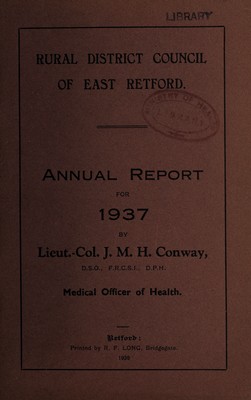 LIBRARY
RURAL DISTRICT COUNCIL
OF EAST RETFORD.
ANNUAL REPORT
FOR
1937
BY
Lieut.-Col. J. M. H. Conway,
D.S.O., F.R.C.S.I., D.P.H.
Medical Officer of Health.
Retford:
Printed by R. P. LONG, Bridgegate.